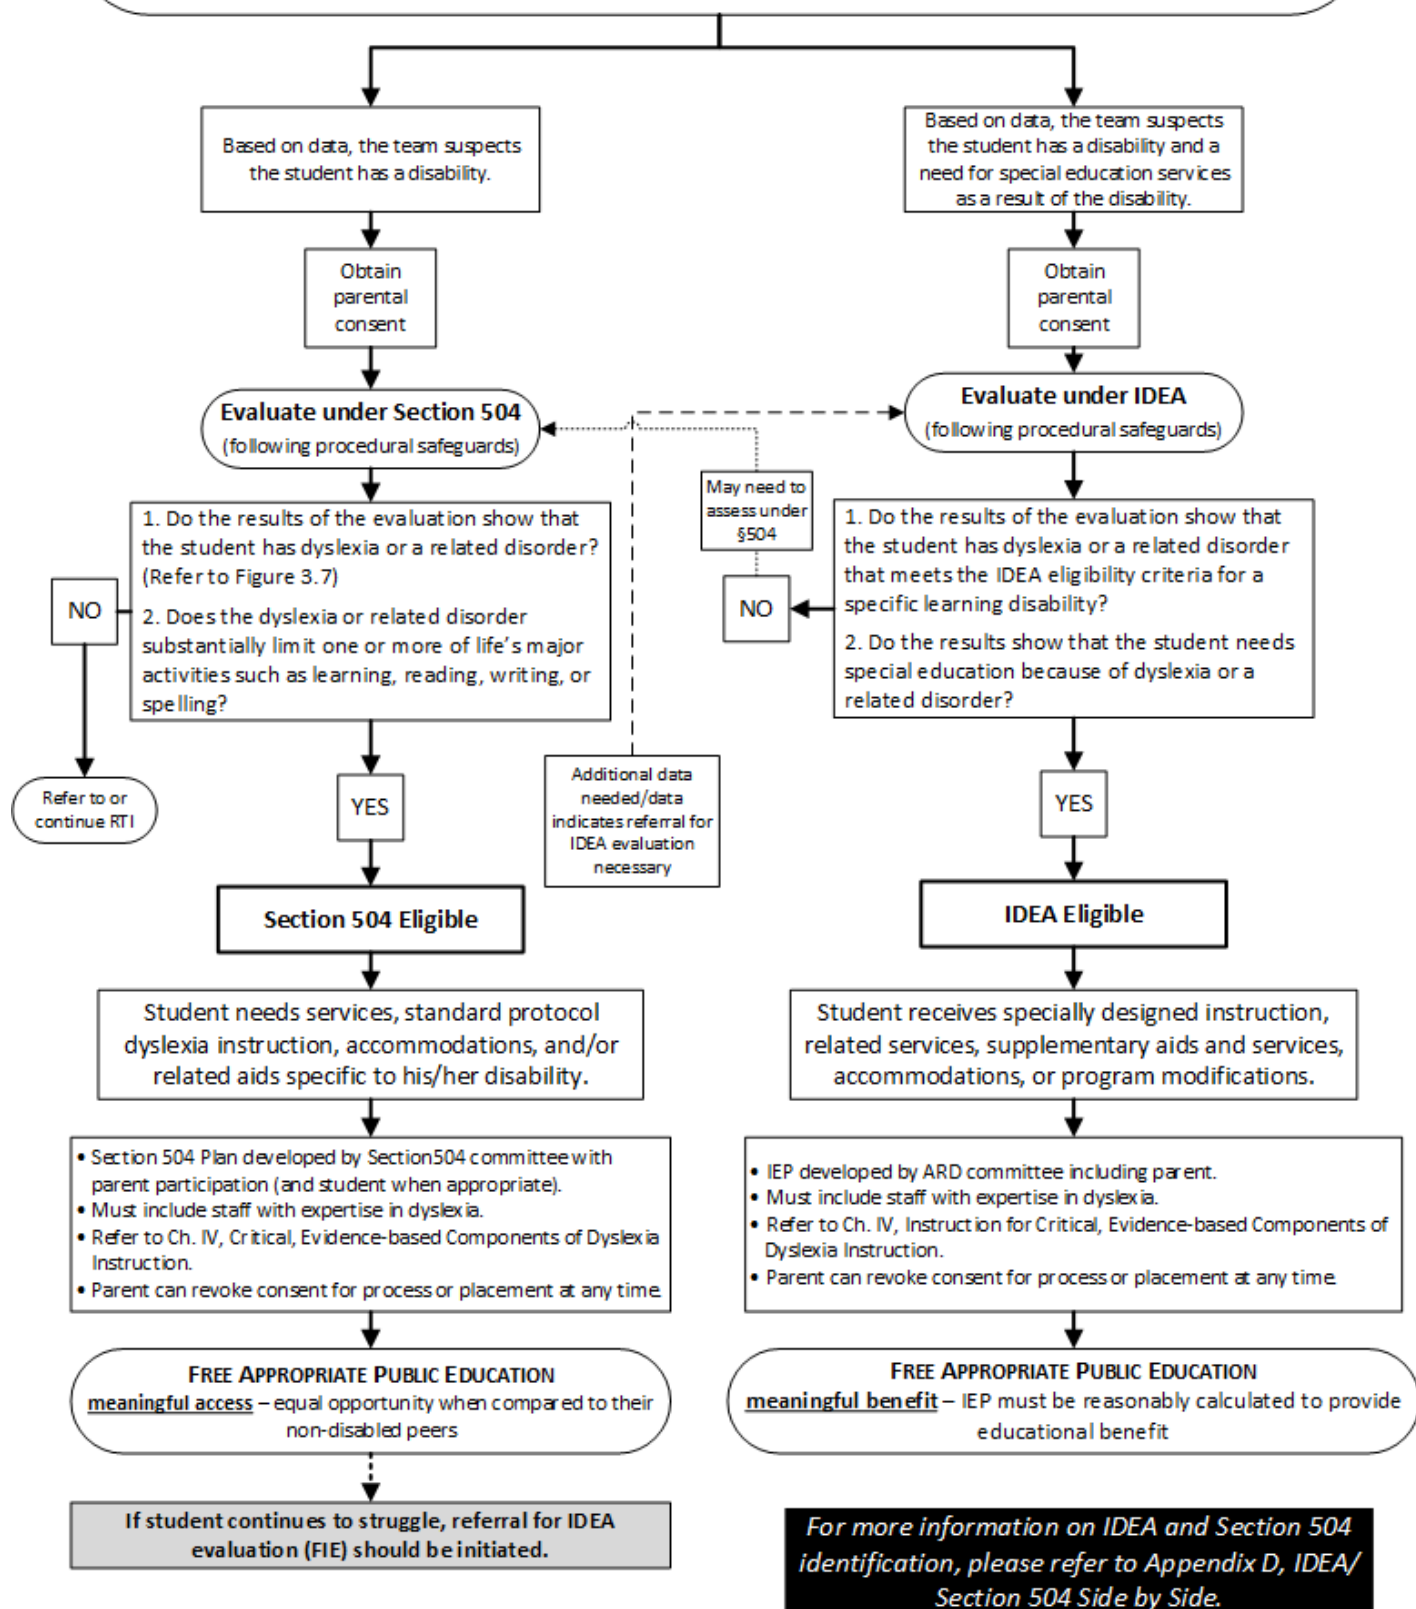 Based on data, the team suspects
the student has a disability.
Based on data, the team suspects
the student has a disability and a
need for special education services
as a result of the disability.
Obtain
parental
consent
Obtain
parental
consent
Evaluate under Section 504
(following procedural safeguards)
Evaluate under IDEA
(following procedural safeguards)
May need to
assess under
§504
1. Do the results of the evaluation show that
the student has dyslexia or a related disorder?
(Refer to Figure 3.7)
2. Does the dyslexia or related disorder
substantially limit one or more of life's major
activities such as learning, reading, writing, or
spelling?
NO
1. Do the results of the evaluation show that
the student has dyslexia or a related disorder
that meets the IDEA eligibility criteria for a
specific learning disability?
2. Do the results show that the student needs
special education because of dyslexia or a
related disorder?
NO
Refer to or
continue RTI
YES
Additional data
needed/data
indicates referral for
IDEA evaluation
necessary
YES
Section 504 Eligible
IDEA Eligible
Student needs services, standard protocol
dyslexia instruction, accommodations, and/or
related aids specific to his/her disability.
Student receives specially designed instruction,
related services, supplementary aids and services,
accommodations, or program modifications.
• Section 504 Plan developed by Section504 committee with
parent participation (and student when appropriate).
• Must include staff with expertise in dyslexia.
• Refer to Ch. IV, Critical, Evidence-based Components of Dyslexia
Instruction.
• Parent can revoke consent for process or placement at any time.
• IEP developed by ARD committee including parent.
• Must include staff with expertise in dyslexia.
• Refer to Ch. IV, Instruction for Critical, Evidence-based Components of
Dyslexia Instruction.
• Parent can revoke consent for process or placement at any time.
FREE APPROPRIATE PUBLIC EDUCATION
meaningful access – equal opportunity when compared to their
non-disabled peers
FREE APPROPRIATE PUBLIC EDUCATION
meaningful benefit – IEP must be reasonably calculated to provide
educational benefit
If student continues to struggle, referral for IDEA
evaluation (FIE) should be initiated.
For more information on IDEA and Section 504
identification, please refer to Appendix D, IDEA/
Section 504 Side by Side.